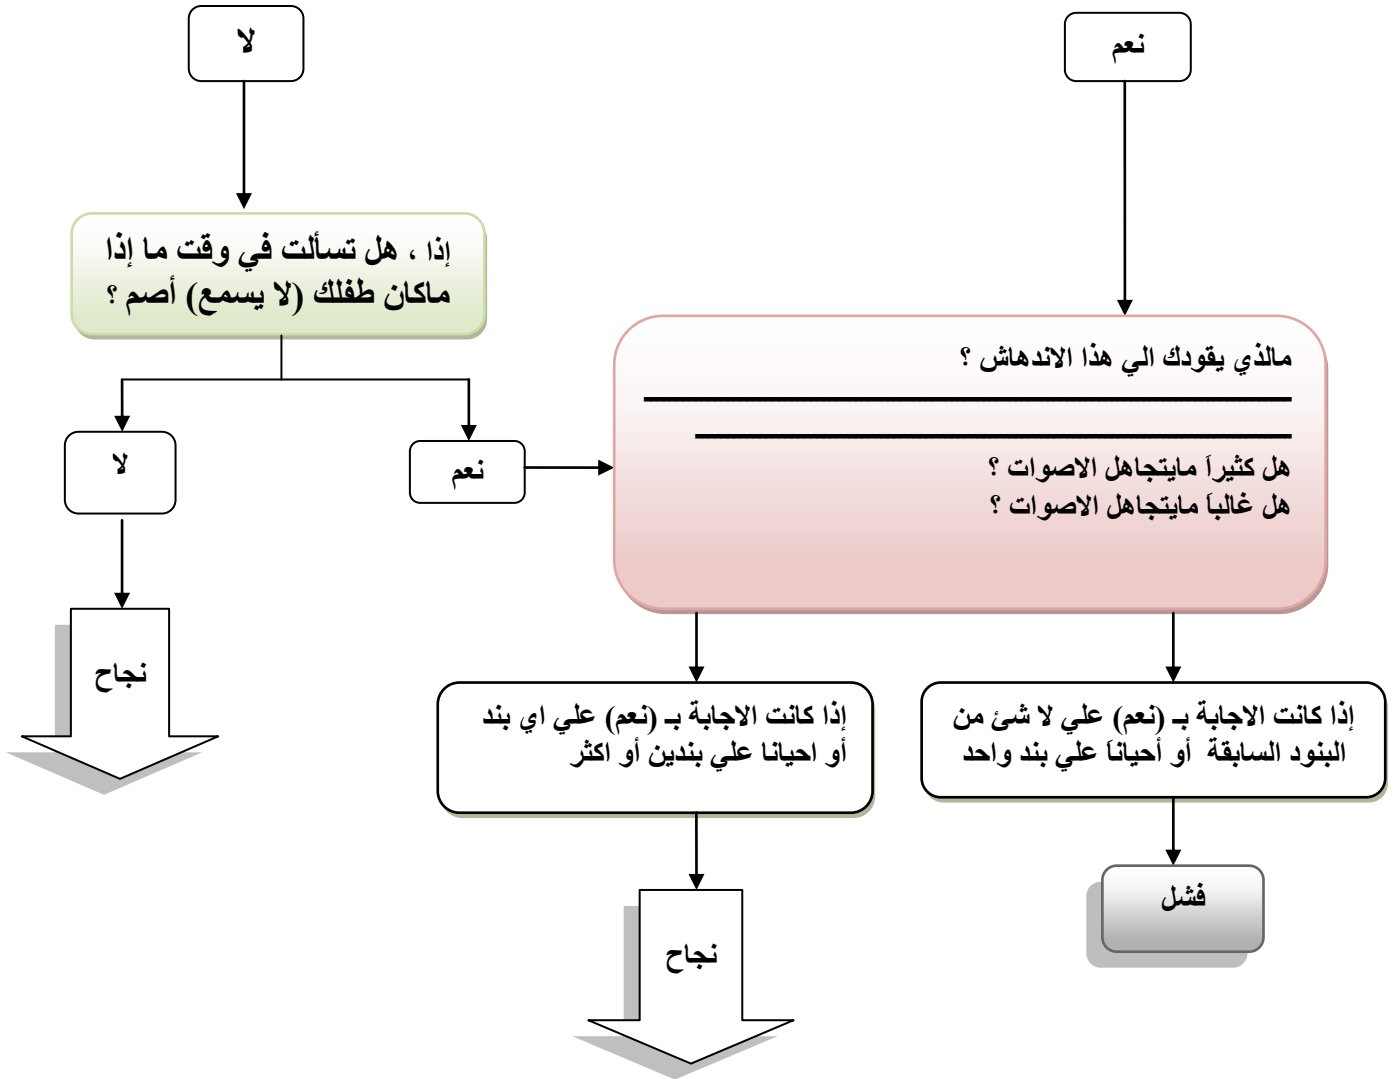 نعم
لا
إذا ، هل تسألت في وقت ما إذا
ماكان طفلك (لا يسمع) أصم ؟
مالذي يقودك الي هذا الاندهاش ؟
هل كثيراَ مايتجاهل الاصوات ؟
هل غالباَ مايتجاهل الاصوات ؟
نعم
لا
نجاح
إذا كانت الاجابة بـ (نعم) علي لا شئ من
البنود السابقة أو أحياناَ علي بند واحد
إذا كانت الاجابة بـ (نعم) علي اي بند
أو احيانا علي بندين أو اكثر
فشل
نجاح